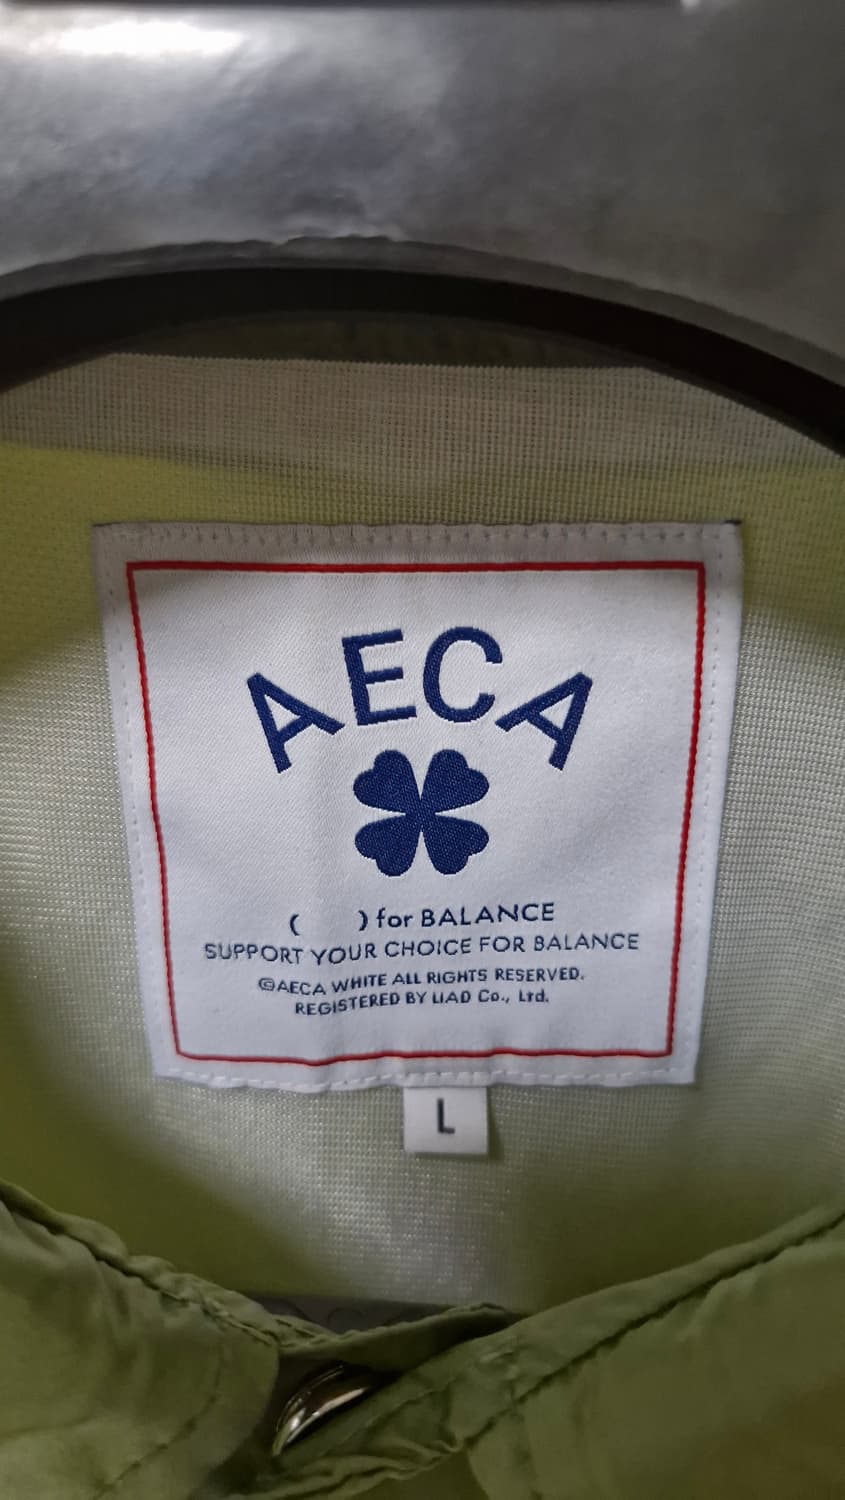 AECA
( ) for BALANCE
SUPPORT YOUR CHOICE FOR BALANCE
©AECA WHITE ALL RIGHTS RESERVED.
REGISTERED BY LIAD Co., Ltd.
L